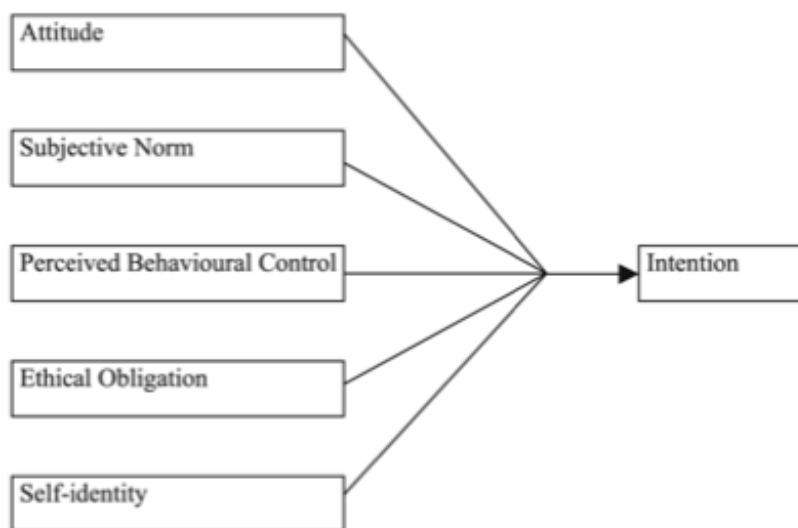 Attitude
Subjective Norm
Perceived Behavioural Control
Intention
Ethical Obligation
Self-identity